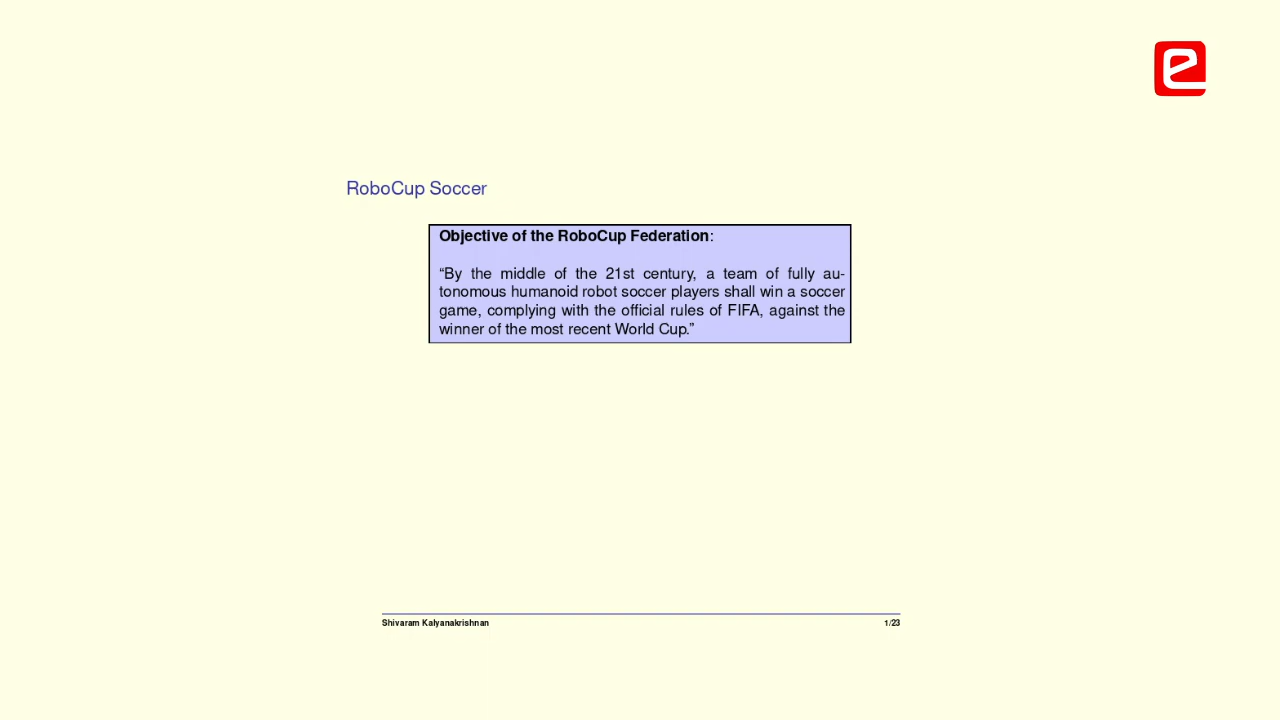 RoboCup Soccer
Objective of the RoboCup Federation:
“By the middle of the 21st century, a team of fully au-
tonomous humanoid robot soccer players shall win a soccer
game, complying with the official rules of FIFA, against the
winner of the most recent World Cup.”
Shivaram Kalyanakrishnan 1/23